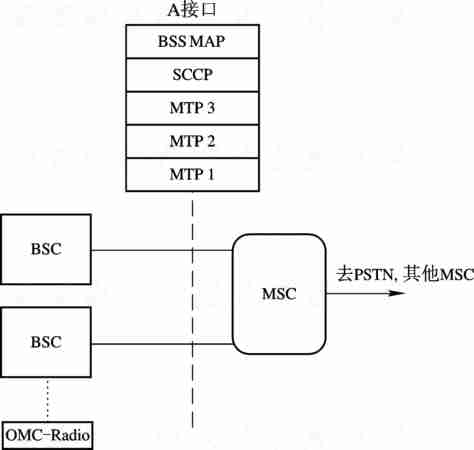 A接口
BSS MAP
SCCP
MTP 3
MTP 2
MTP 1
BSC
MSC
去PSTN, 其他MSC
BSC
OMC-Radio